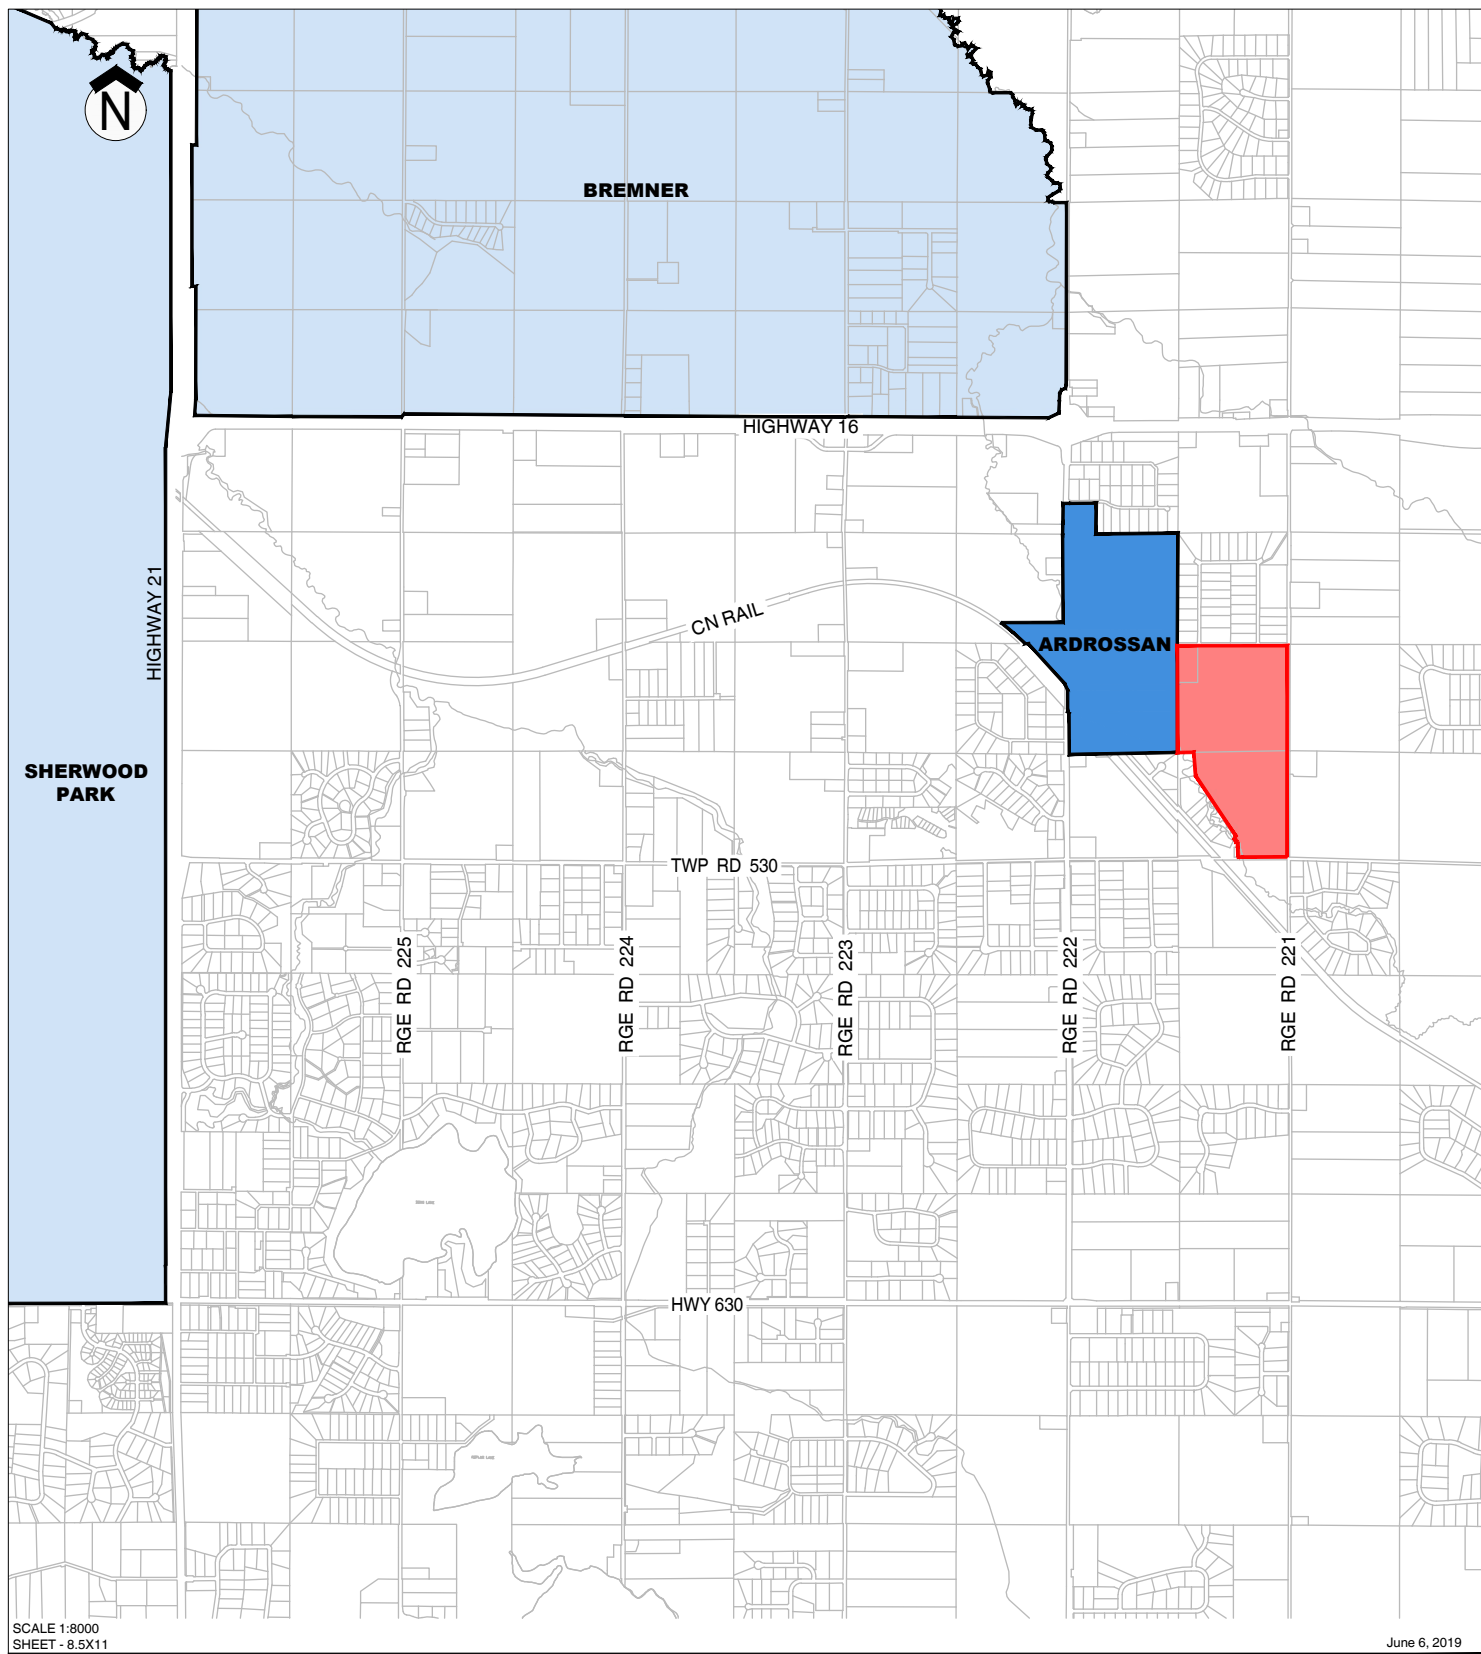 N
BREMNER
HIGHWAY 16
HIGHWAY 21
CN RAIL
ARDROSSAN
SHERWOOD
PARK
TWP RD 530
RGE RD 225
RGE RD 224
RGE RD 223
RGE RD 222
RGE RD 221
HWY 630
SCALE 1:8000
SHEET - 8.5X11
June 6, 2019